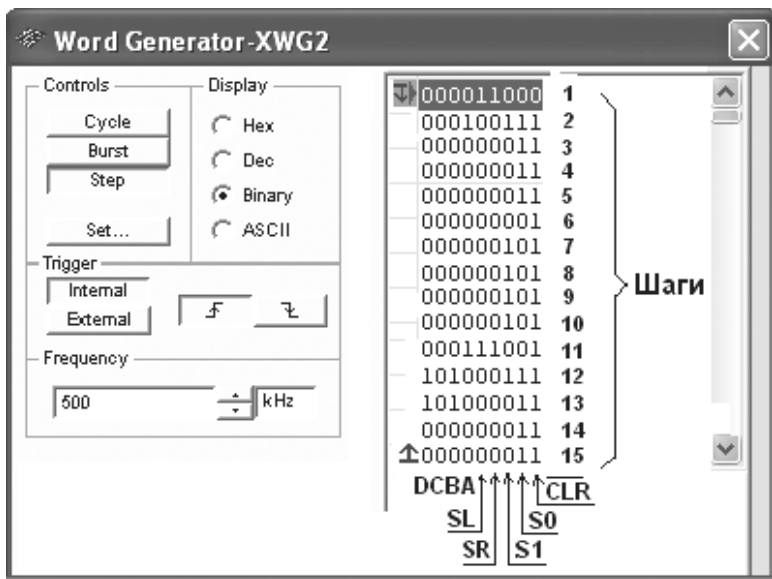 Word Generator-XWG2
Controls
Cycle
Burst
Step
Set...
Display
Hex
Dec
Binary
ASCII
Trigger
Internal
External
Frequency
500
kHz
000011000 1
000100111 2
000000011 3
000000011 4
000000011 5
000000001 6
000000101 7
000000101 8
000000101 9
000000101 10
000111001 11
101000111 12
101000011 13
000000011 14
000000011 15
Шаги
DCBA
CLR
SL
S0
SR
S1